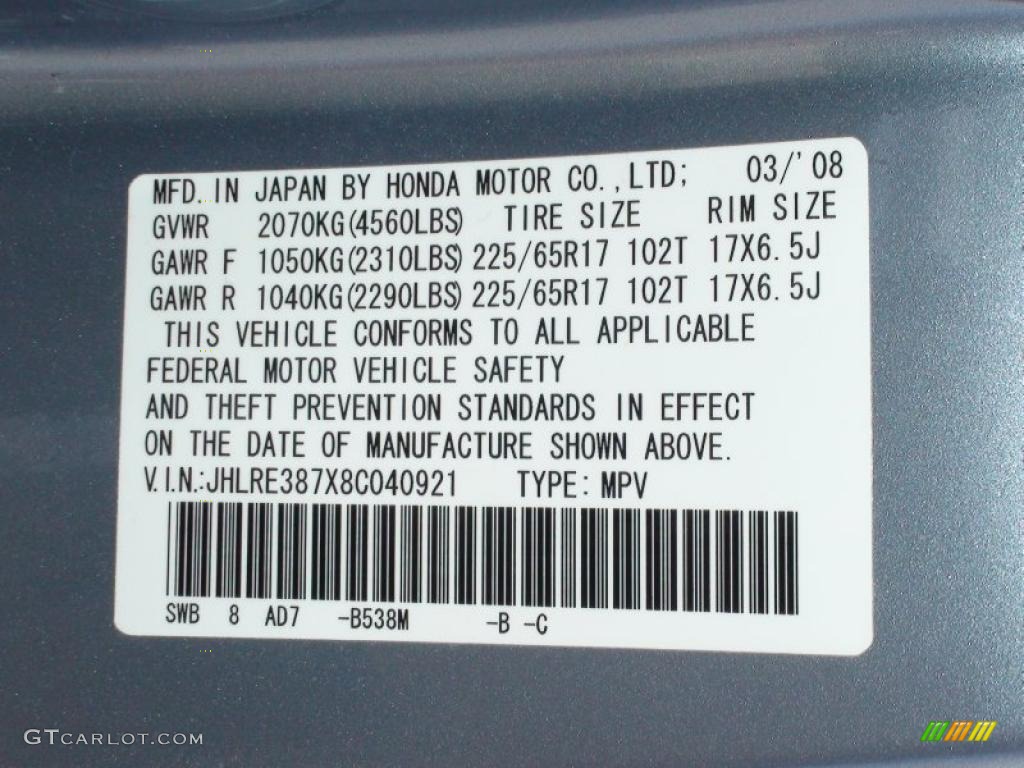 MFD. IN JAPAN BY HONDA MOTOR CO.,LTD; 03/'08
GVWR 2070KG(4560LBS) TIRE SIZE RIM SIZE
GAWR F 1050KG(2310LBS) 225/65R17 102T 17X6.5J
GAWR R 1040KG(2290LBS) 225/65R17 102T 17X6.5J
THIS VEHICLE CONFORMS TO ALL APPLICABLE
FEDERAL MOTOR VEHICLE SAFETY
AND THEFT PREVENTION STANDARDS IN EFFECT
ON THE DATE OF MANUFACTURE SHOWN ABOVE.
V.I.N.:JHLRE387X8C040921 TYPE: MPV
SWB 8 AD7 -B538M -B -C
GTCARLOT.COM